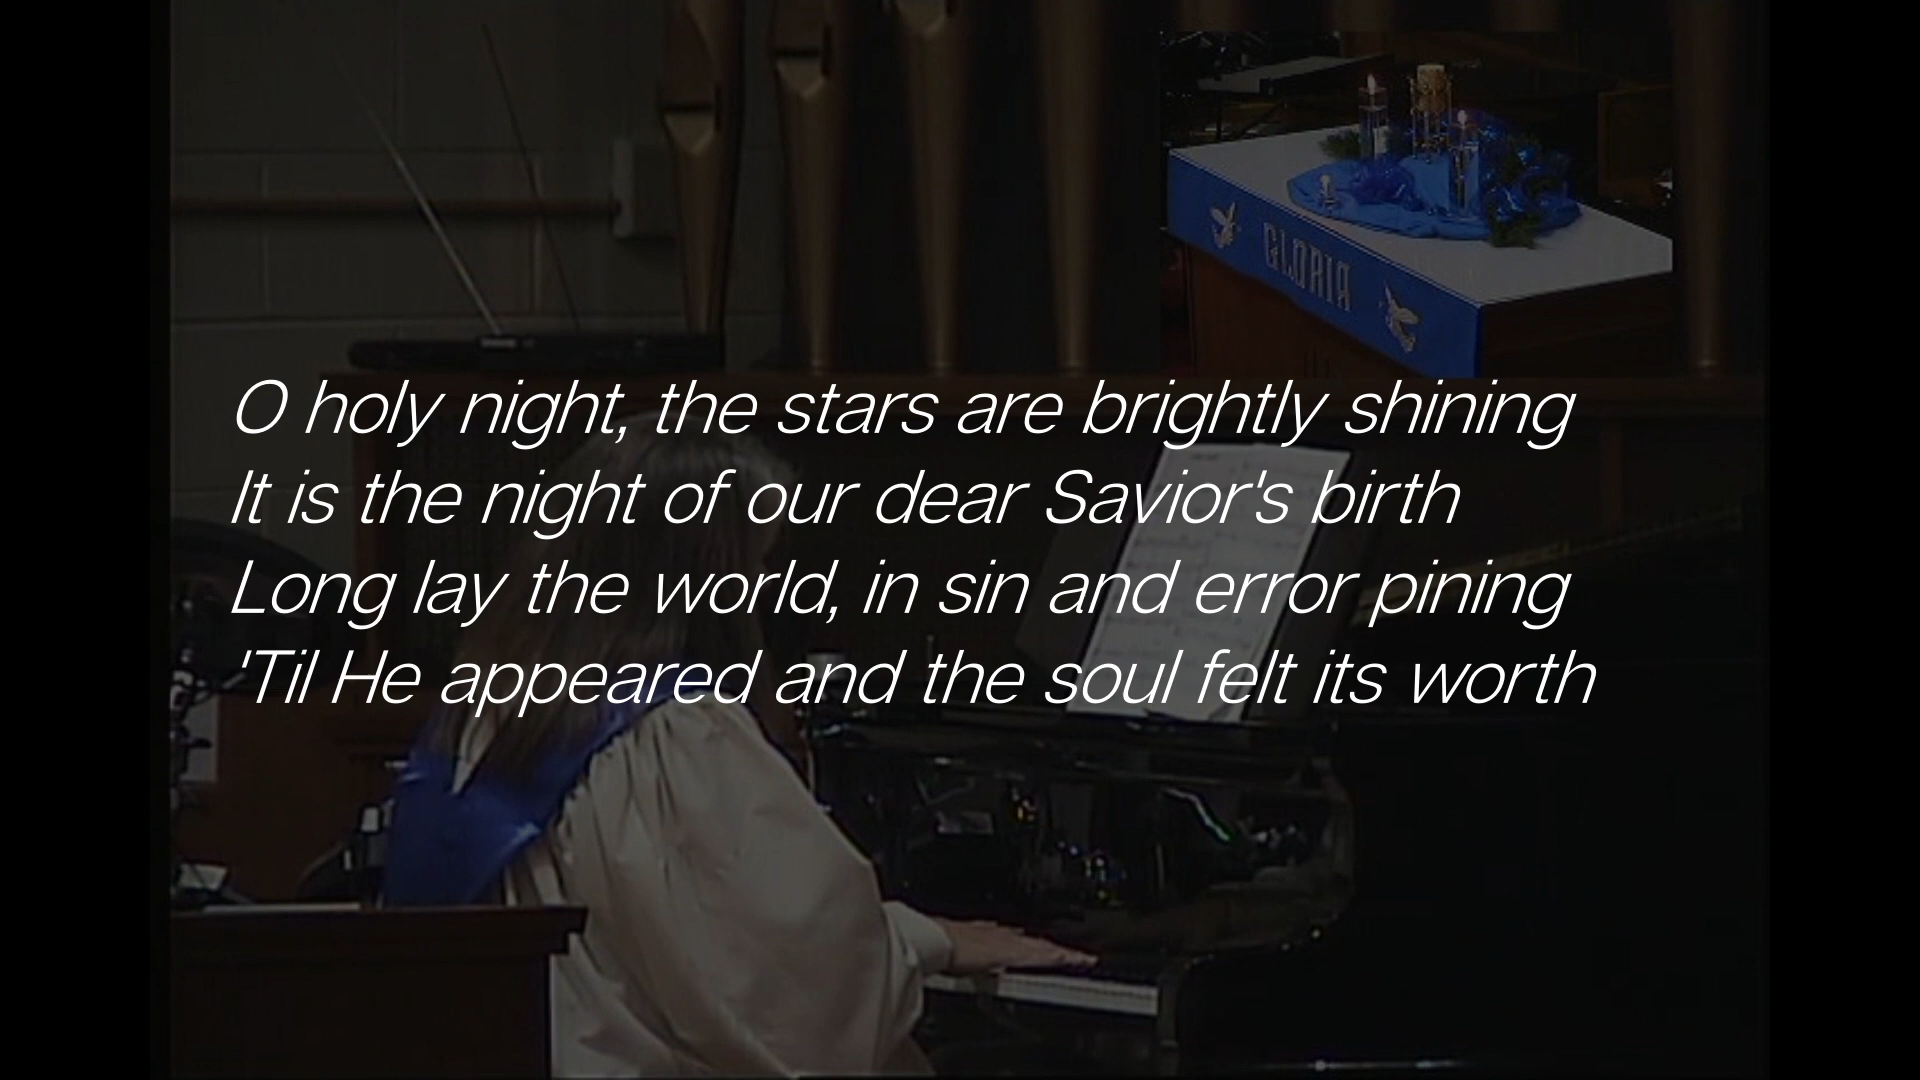 GLORIA
O holy night, the stars are brightly shining
It is the night of our dear Savior's birth
Long lay the world, in sin and error pining
'Til He appeared and the soul felt its worth